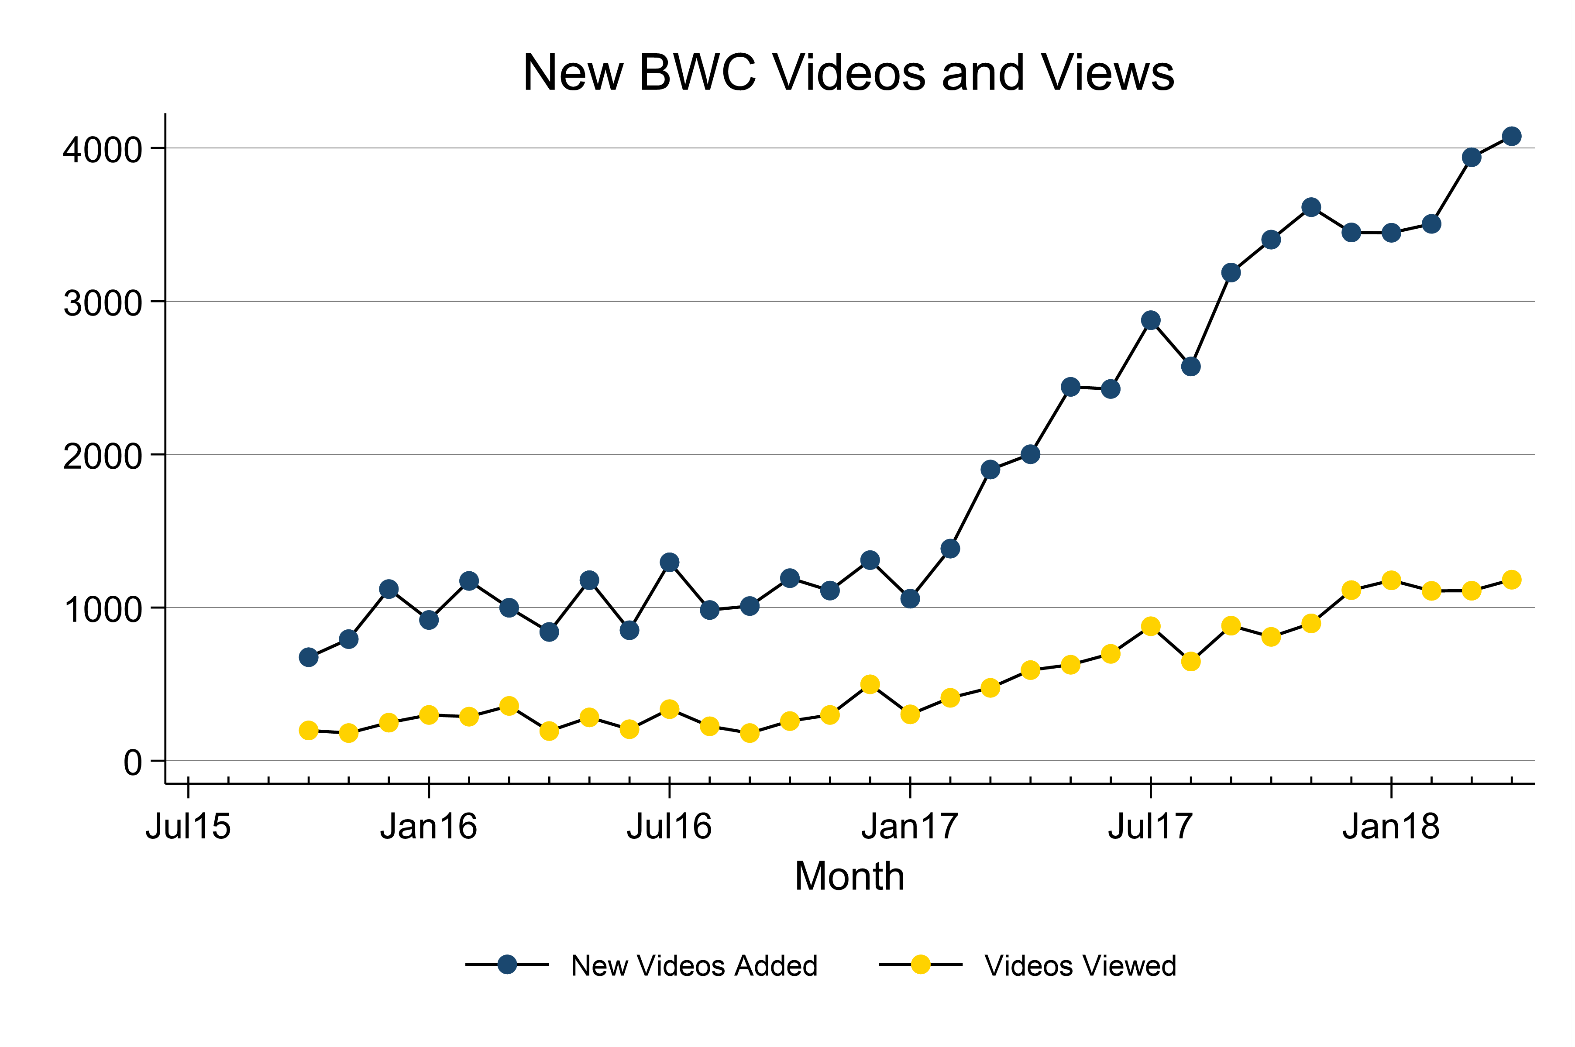 New BWC Videos and Views
4000
3000
2000
1000
0
Jul15 Jan16 Jul16 Jan17 Jul17 Jan18
Month
New Videos Added Videos Viewed